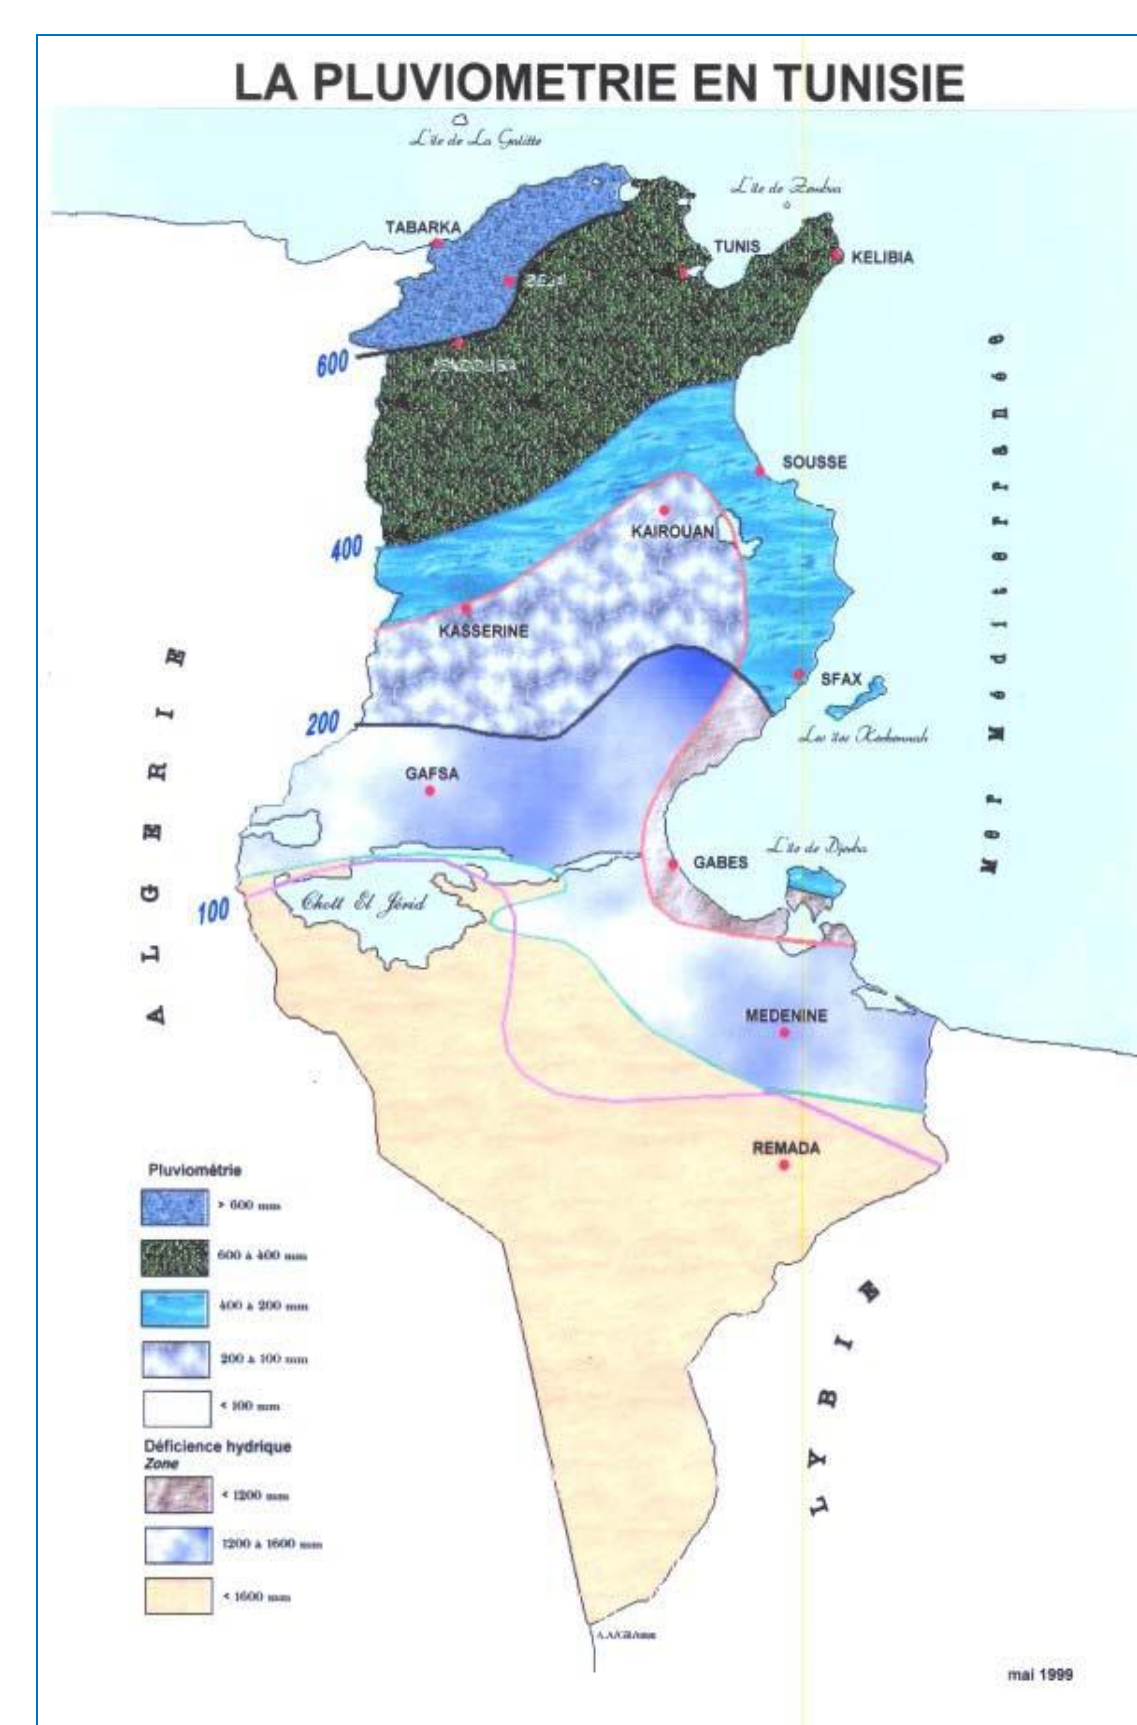 LA PLUVIOMETRIE EN TUNISIE
L'île de La Galitte
L'île de Zembra
TABARKA
TUNIS
KELIBIA
BEJA
600
JENDOUBA
SOUSSE
KAIROUAN
400
KASSERINE
SFAX
Les îles Kerkennah
200
GAFSA
GABES
L'île de Djerba
Chott El Jérid
100
MEDENINE
REMADA
ALGERIE
Mer Méditerranée
LYBIE
Pluviométrie
> 600 mm
600 à 400 mm
400 à 200 mm
200 à 100 mm
< 100 mm
Déficience hydrique
Zone
< 1200 mm
1200 à 1600 mm
< 1600 mm
mai 1999